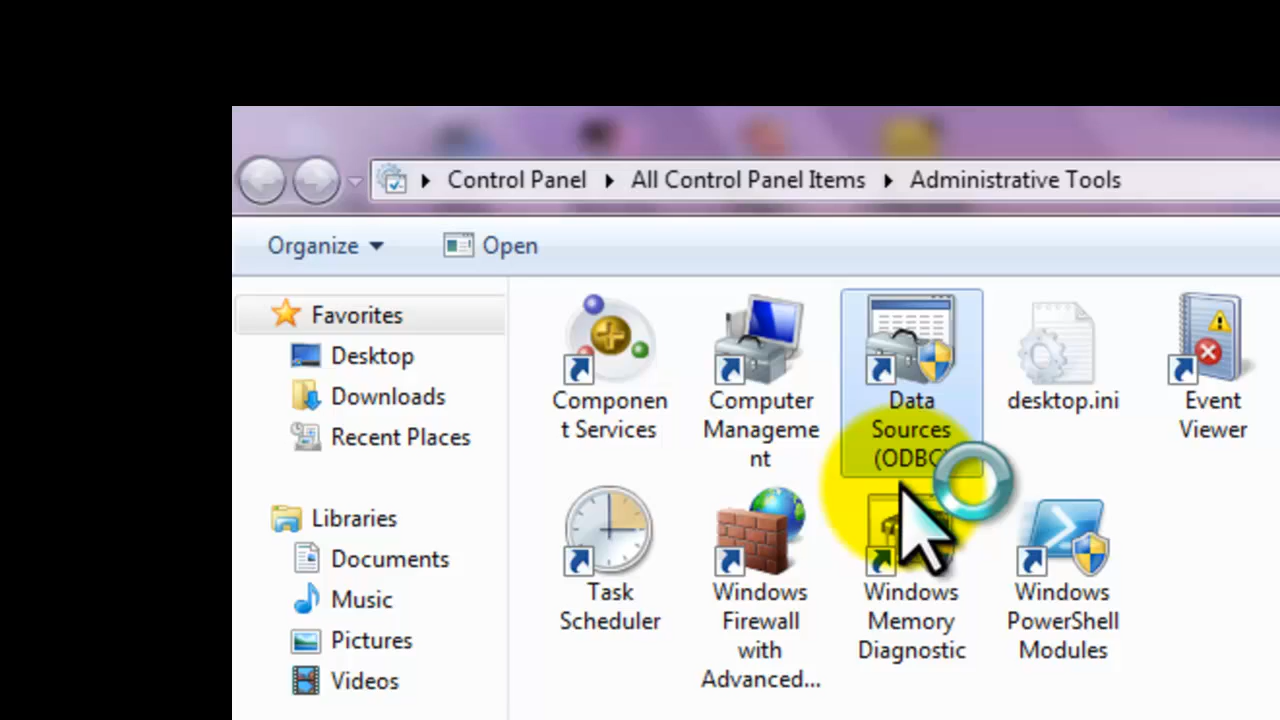 Control Panel All Control Panel Items Administrative Tools
Organize Open
Favorites
Desktop
Downloads
Recent Places
Libraries
Documents
Music
Pictures
Videos
Componen
t Services
Computer
Manageme
nt
Data
Sources
(ODBC)
desktop.ini
Event
Viewer
Task
Scheduler
Windows
Firewall
with
Advanced...
Windows
Memory
Diagnostic
Windows
PowerShell
Modules